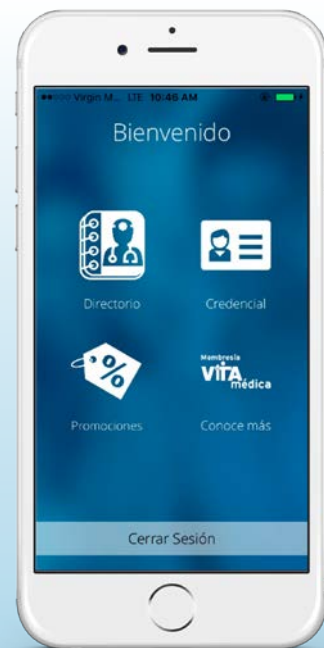 Virgin M... LTE 10:46 AM
Bienvenido
Directorio
Credencial
%
Membresía
VITA
médica
Promociones
Conoce más
Cerrar Sesión